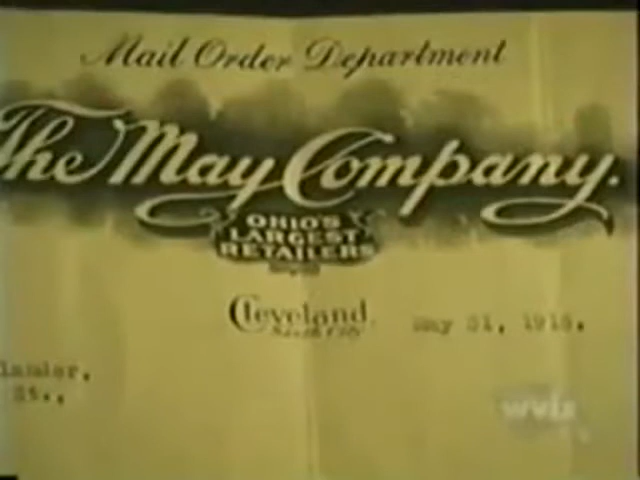 Mail Order Department
The May Company.
OHIO'S
LARGEST
RETAILERS
Cleveland. May 31, 1918.
St.,
wviz